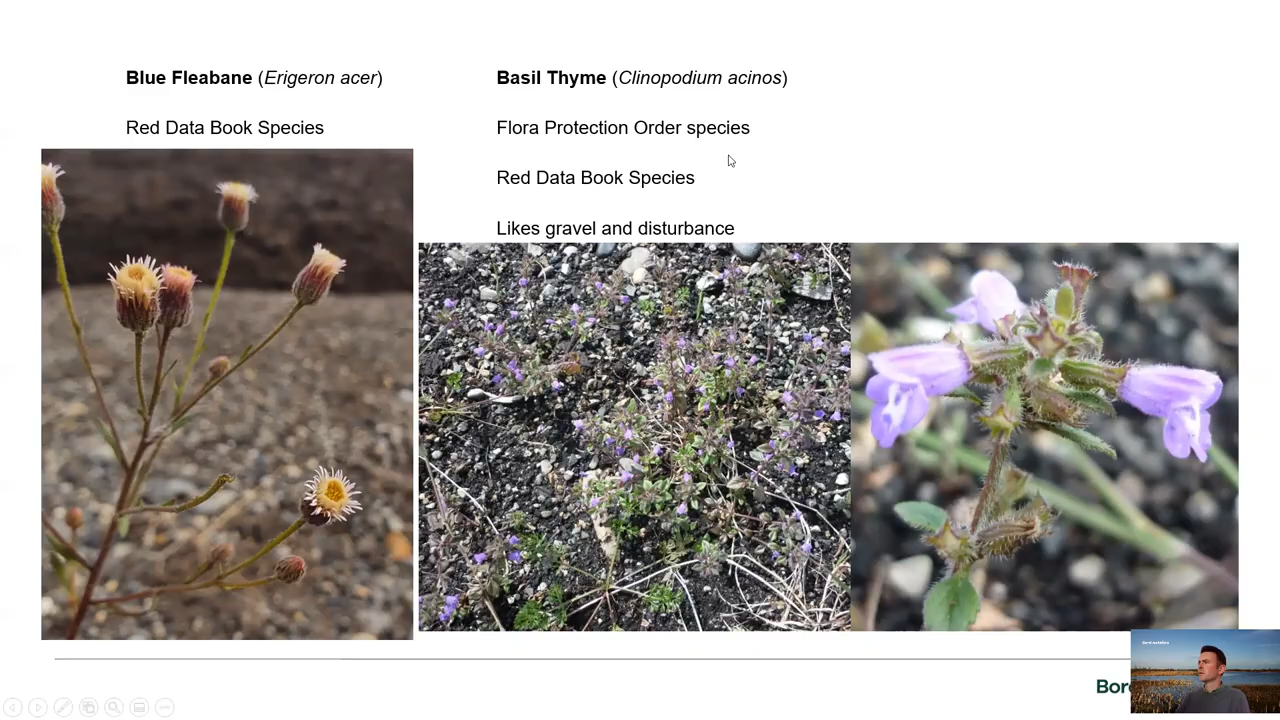 Blue Fleabane (Erigeron acer)
Red Data Book Species
Basil Thyme (Clinopodium acinos)
Flora Protection Order species
Red Data Book Species
Likes gravel and disturbance